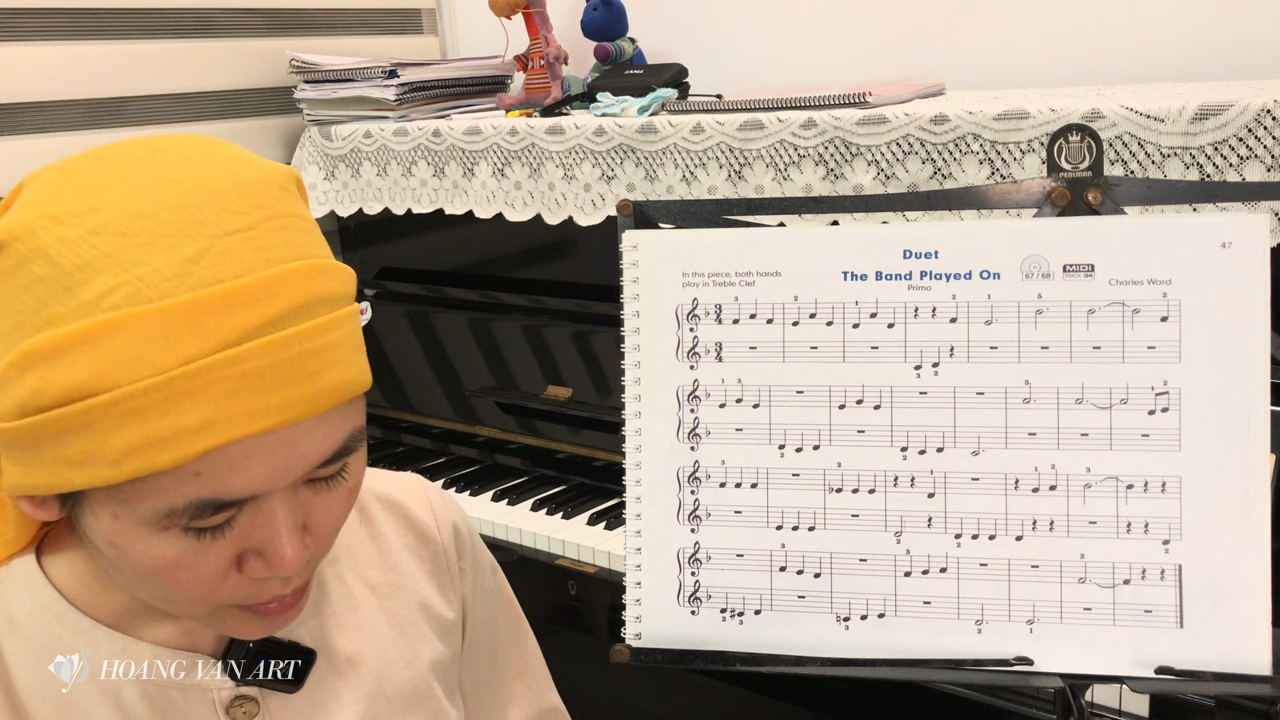 PERLMAN
47
Duet
In this piece, both hands
play in Treble Clef
The Band Played On
67 / 68
MIDI
TRACK 34
Primo
Charles Ward
HOANG VAN ART